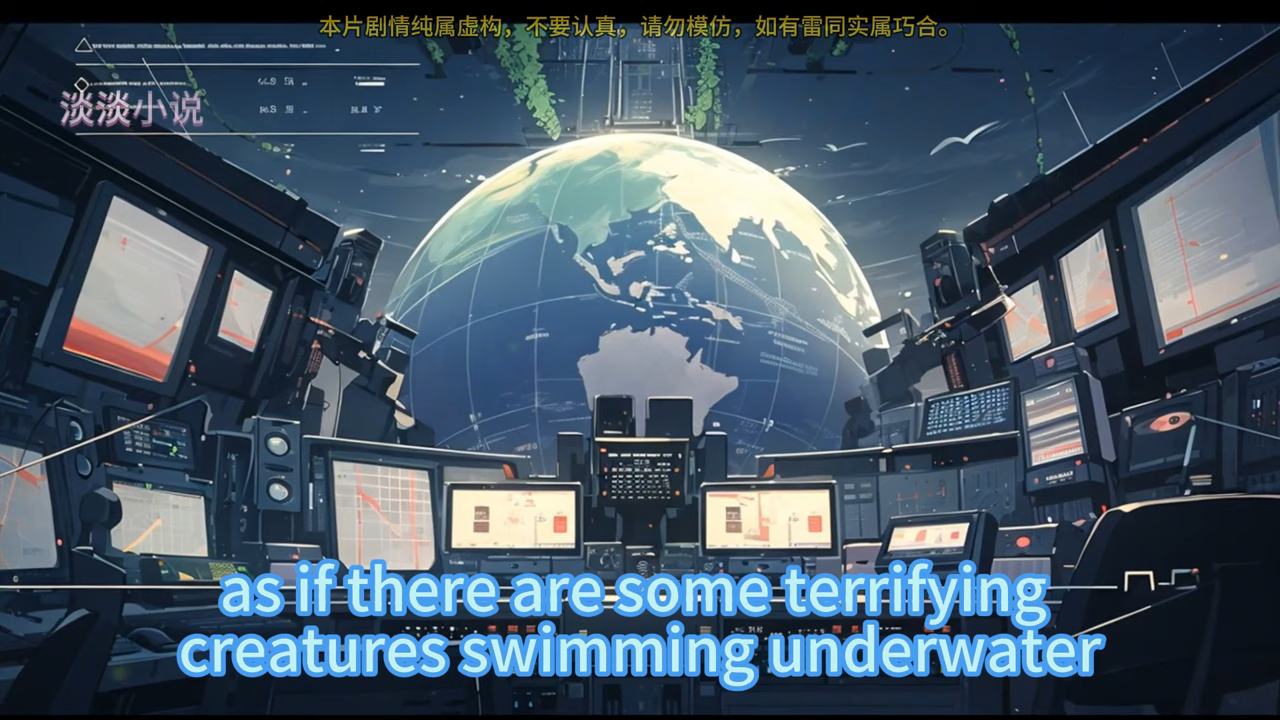 本片剧情纯属虚构，不要认真，请勿模仿，如有雷同实属巧合。
淡淡小说
as if there are some terrifying
creatures swimming underwater